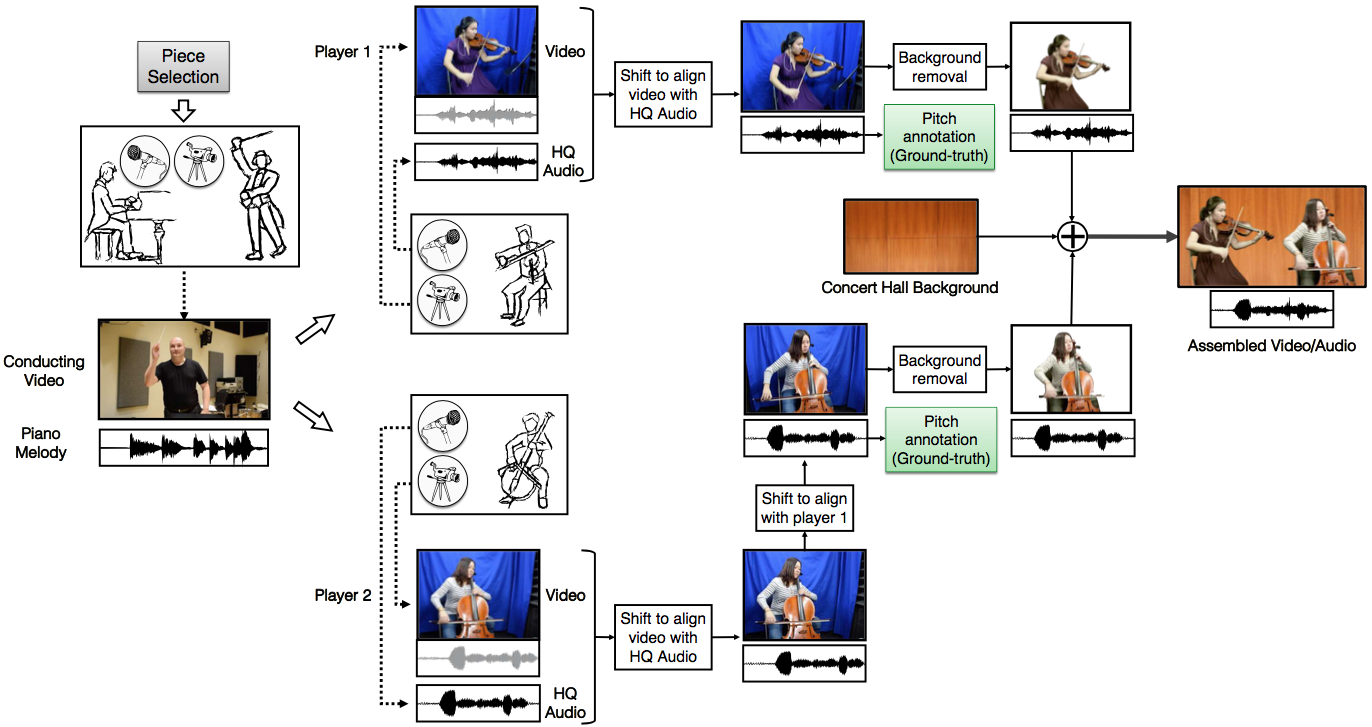 Piece
Selection
Conducting
Video
Piano
Melody
Player 1
Video
HQ
Audio
Shift to align
video with
HQ Audio
Background
removal
Pitch
annotation
(Ground-truth)
Concert Hall Background
Assembled Video/Audio
Player 2
Video
HQ
Audio
Shift to align
video with
HQ Audio
Shift to align
with player 1
Background
removal
Pitch
annotation
(Ground-truth)